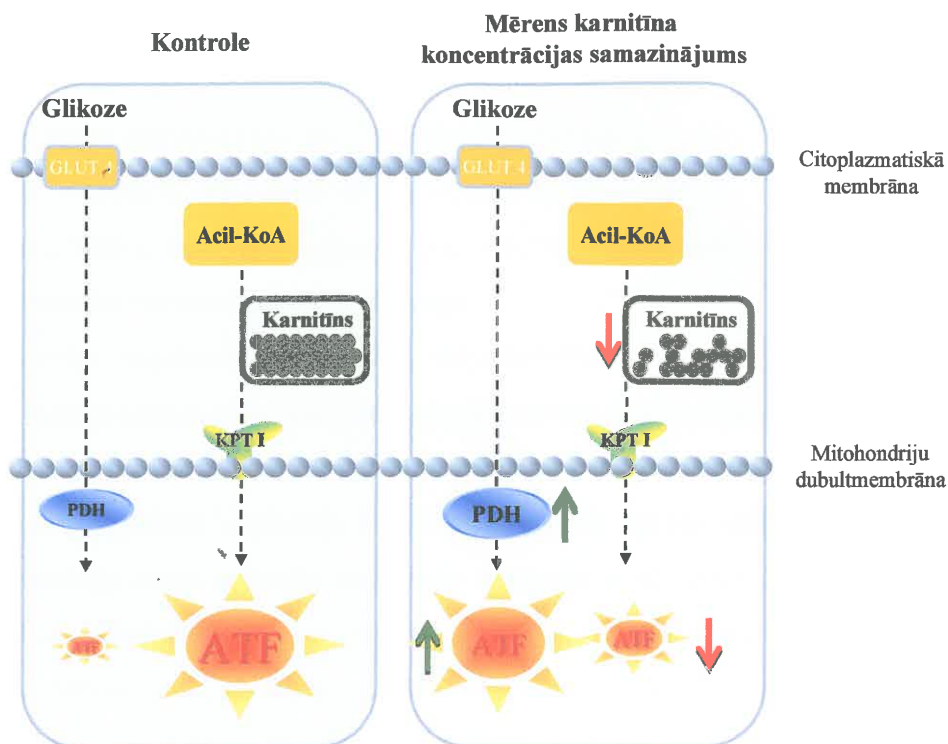 Kontrole
Mērens karnitīna
koncentrācijas samazinājums
Glikoze
GLUT 4
Acil-KoA
Karnitīns
KPT I
PDH
ATF
ATF
Glikoze
GLUT 4
Acil-KoA
Karnitīns
KPT I
PDH
ATF
ATF
Citoplazmatiskā
membrāna
Mitohondriju
dubultmembrāna